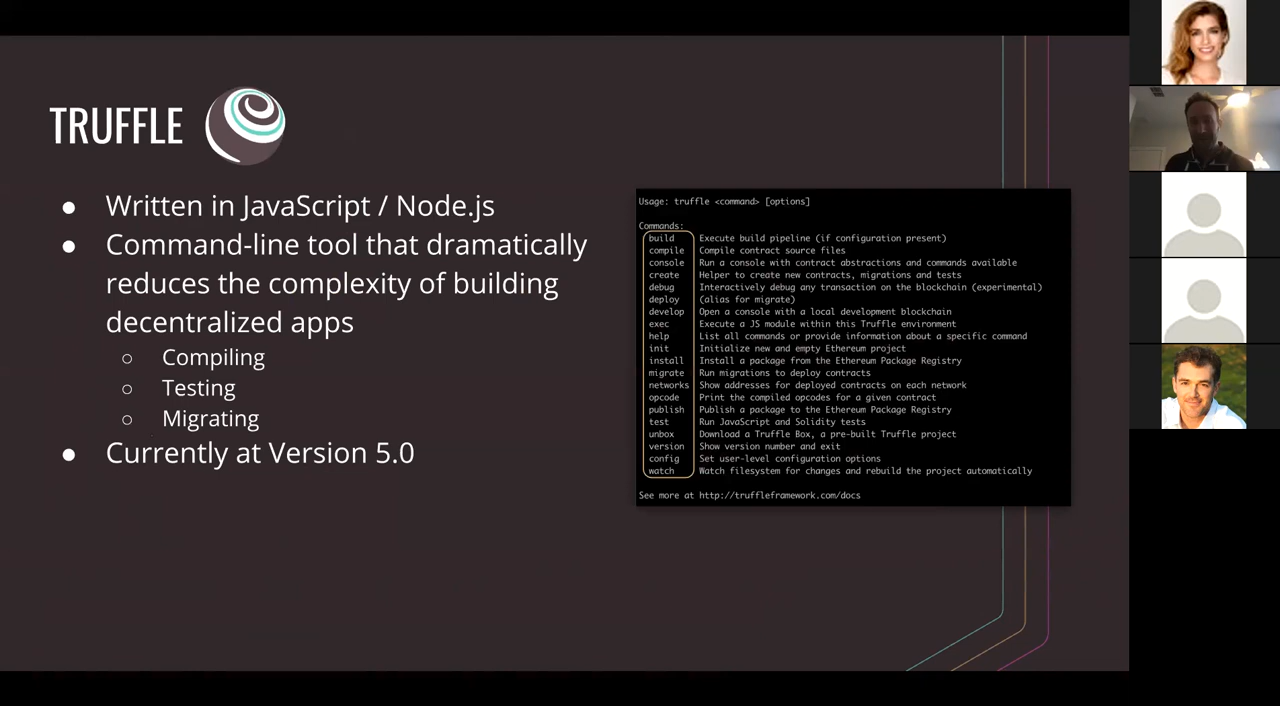 TRUFFLE
● Written in JavaScript / Node.js
● Command-line tool that dramatically
reduces the complexity of building
decentralized apps
○ Compiling
○ Testing
○ Migrating
● Currently at Version 5.0
Usage: truffle <command> [options]
Commands:
build Execute build pipeline (if configuration present)
compile Compile contract source files
console Run a console with contract abstractions and commands available
create Helper to create new contracts, migrations and tests
debug Interactively debug any transaction on the blockchain (experimental)
deploy (alias for migrate)
develop Open a console with a local development blockchain
exec Execute a JS module within this Truffle environment
help List all commands or provide information about a specific command
init Initialize new and empty Ethereum project
install Install a package from the Ethereum Package Registry
migrate Run migrations to deploy contracts
networks Show addresses for deployed contracts on each network
opcode Print the compiled opcodes for a given contract
publish Publish a package to the Ethereum Package Registry
test Run JavaScript and Solidity tests
unbox Download a Truffle Box, a pre-built Truffle project
version Show version number and exit
config Set user-level configuration options
watch Watch filesystem for changes and rebuild the project automatically
See more at http://truffleframework.com/docs